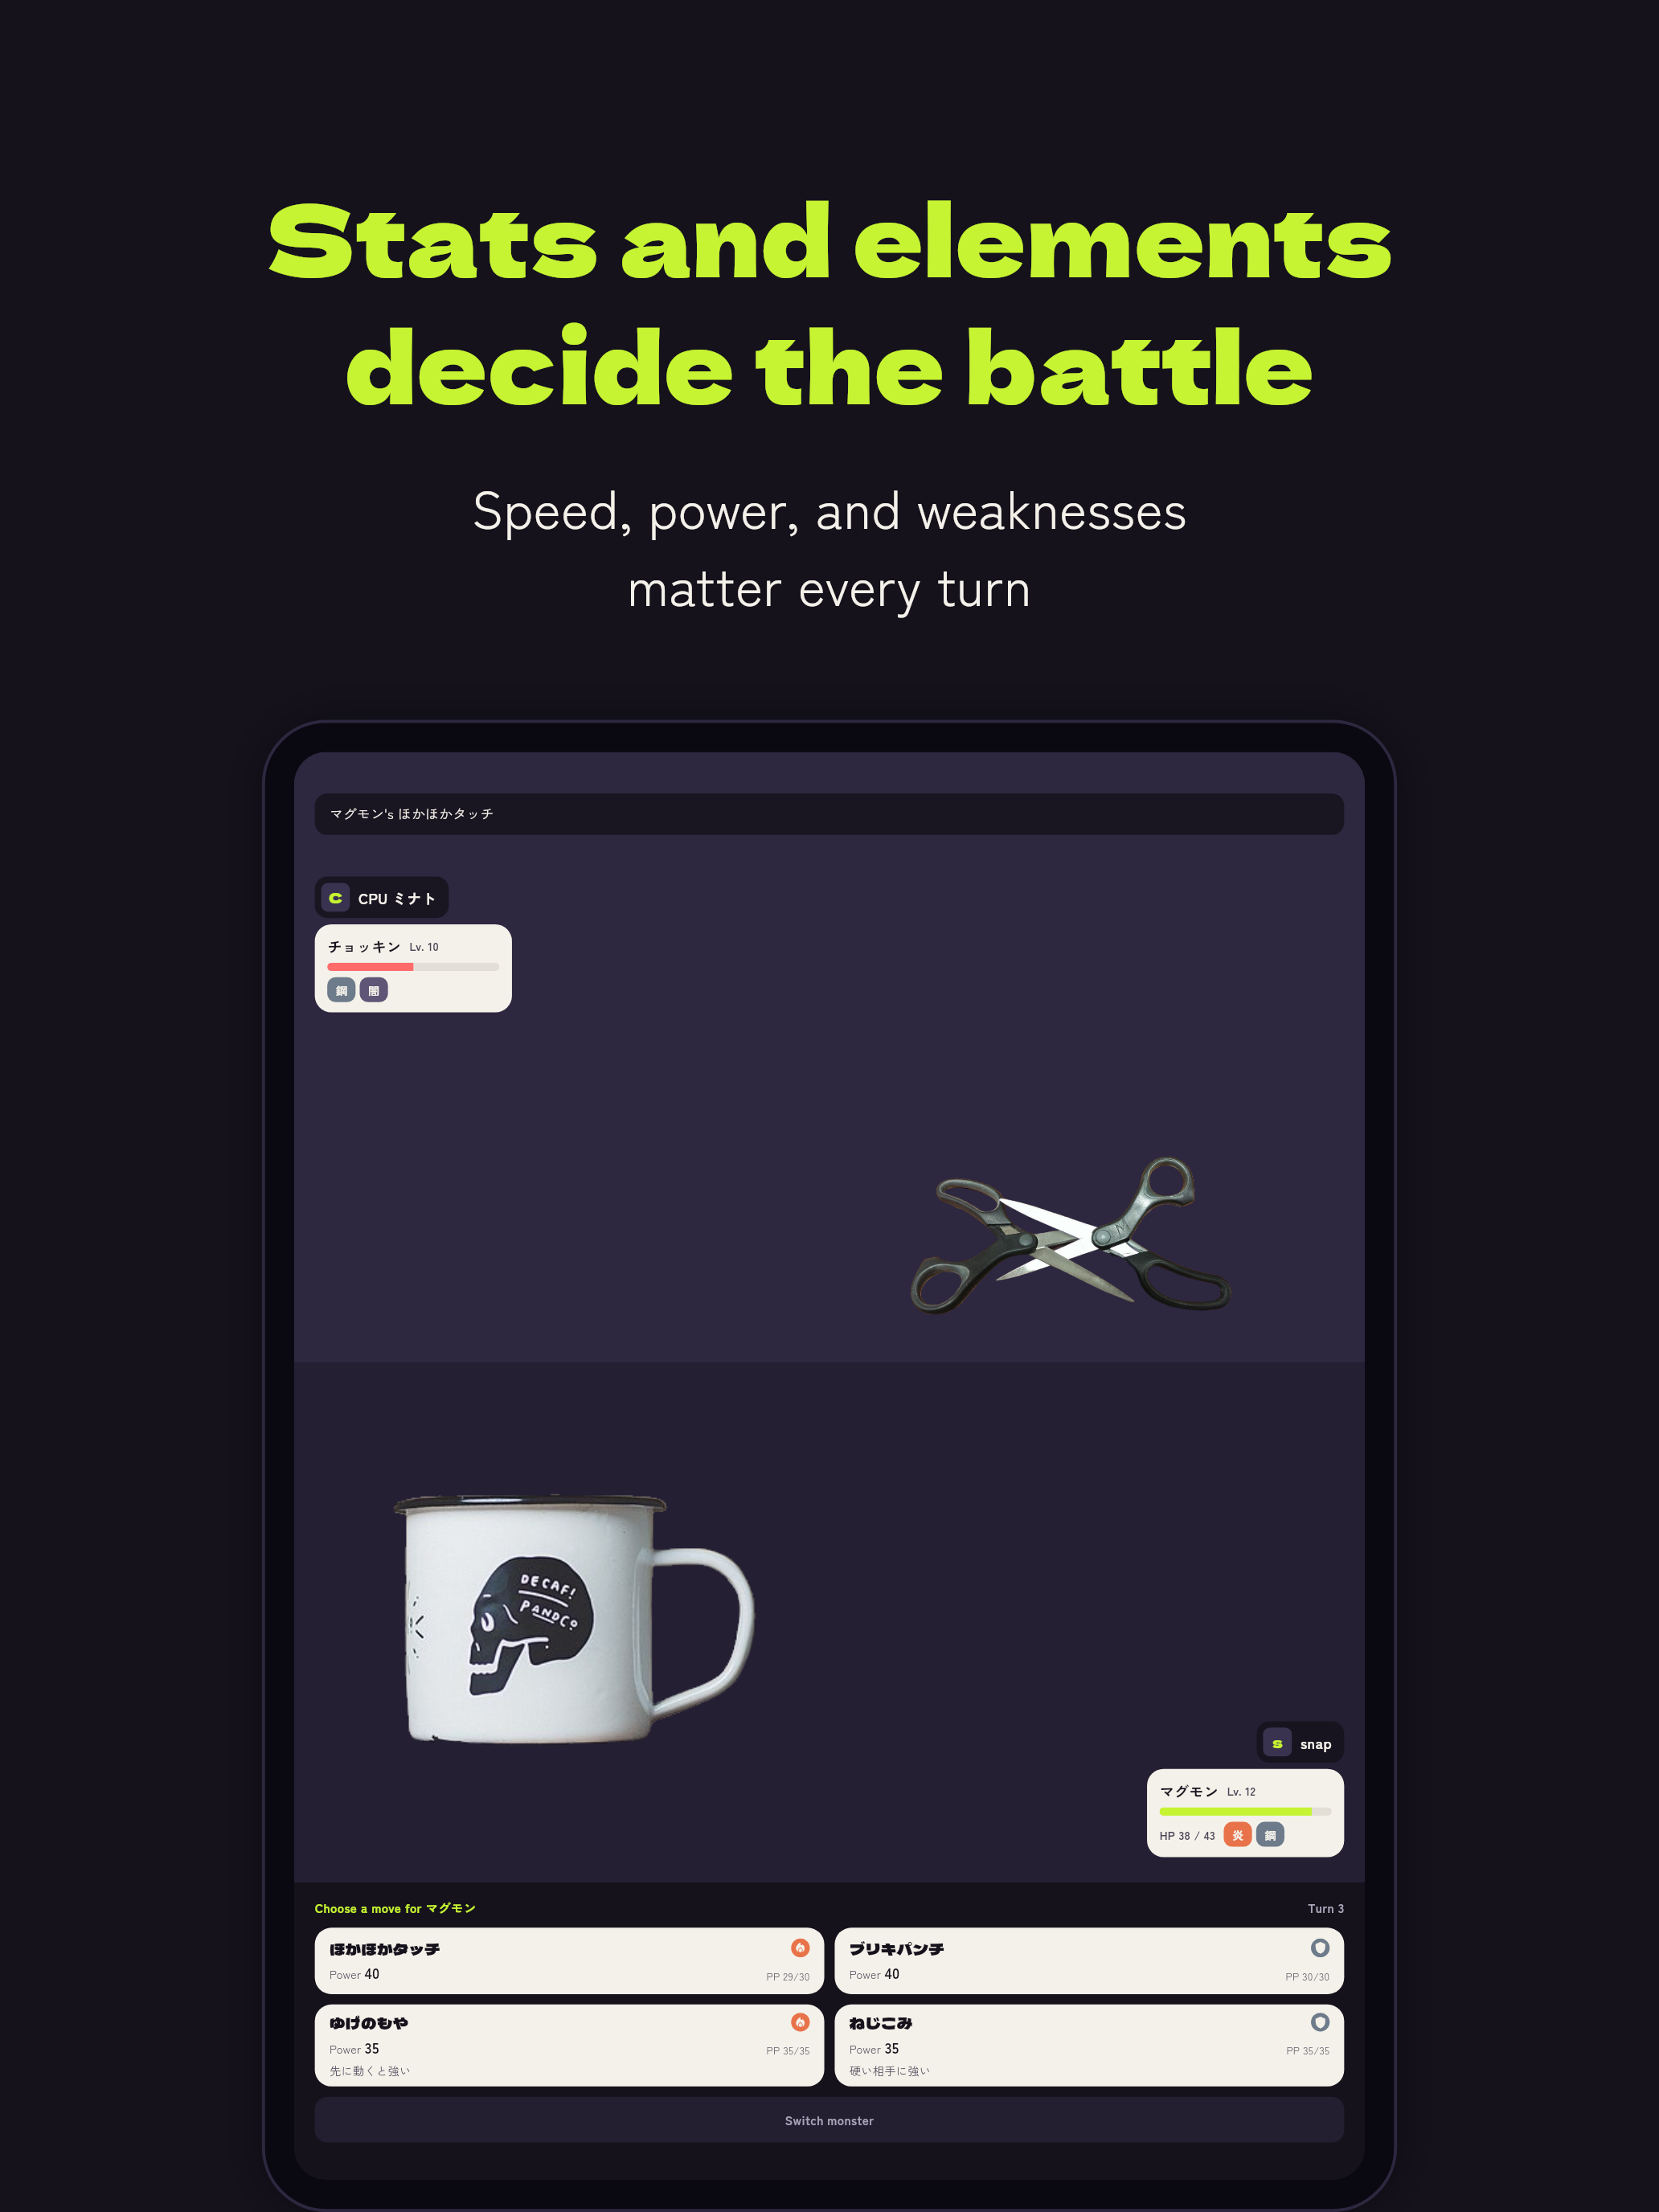 Stats and elements
decide the battle
Speed, power, and weaknesses
matter every turn
マグモン's ほかほかタッチ
C CPU ミナト
チョッキン Lv. 10
鋼 闇
DECAF!
PANDCO
s snap
マグモン Lv. 12
HP 38 / 43 炎 鋼
Choose a move for マグモン Turn 3
ほかほかタッチ
Power 40 PP 29/30
ブリキパンチ
Power 40 PP 30/30
ゆげのもや
Power 35 PP 35/35
先に動くと強い
ねじこみ
Power 35 PP 35/35
硬い相手に強い
Switch monster